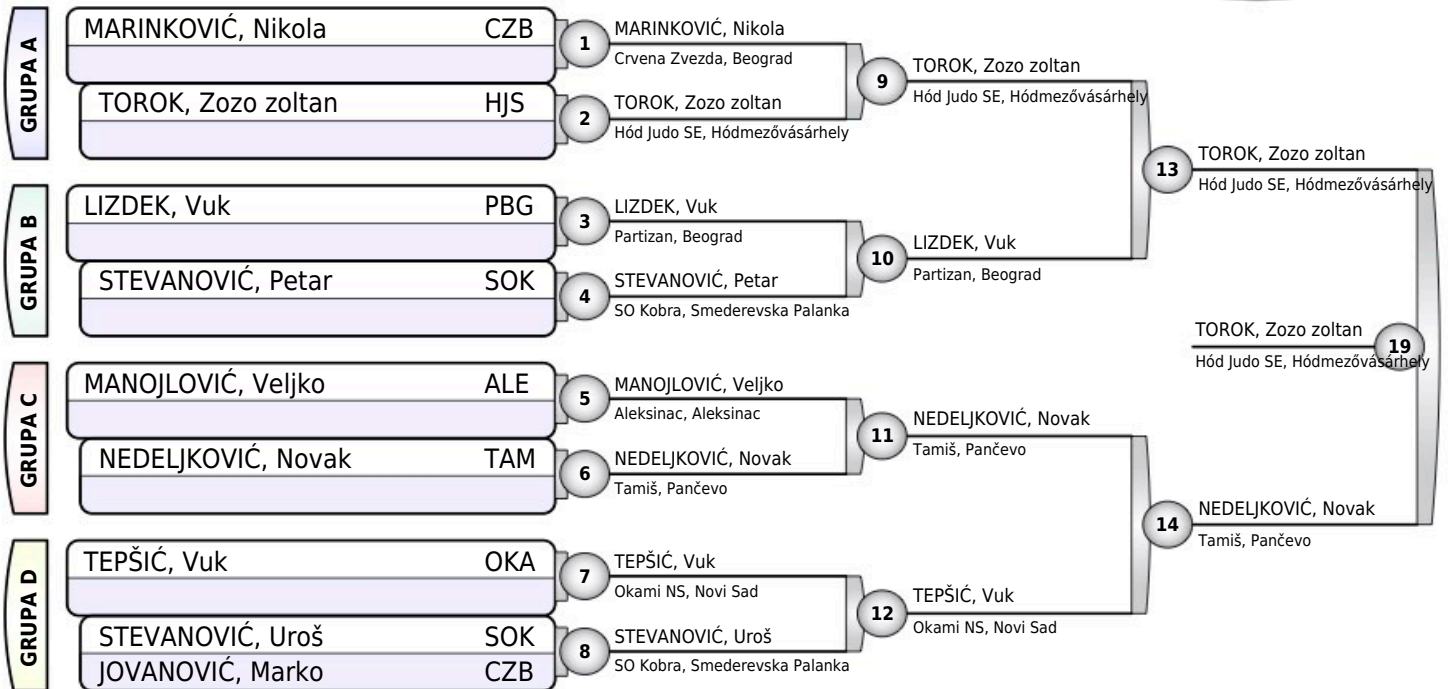 GRUPA A
MARINKOVIĆ, Nikola CZB
TOROK, Zozo zoltan HJS
GRUPA B
LIZDEK, Vuk PBG
STEVANOVIĆ, Petar SOK
GRUPA C
MANOJLOVIĆ, Veljko ALE
NEDELJKOVIĆ, Novak TAM
GRUPA D
TEPŠIĆ, Vuk OKA
STEVANOVIĆ, Uroš SOK
JOVANOVIĆ, Marko CZB
1
MARINKOVIĆ, Nikola
Crvena Zvezda, Beograd
2
TOROK, Zozo zoltan
Hód Judo SE, Hódmezővásárhely
3
LIZDEK, Vuk
Partizan, Beograd
4
STEVANOVIĆ, Petar
SO Kobra, Smederevska Palanka
5
MANOJLOVIĆ, Veljko
Aleksinac, Aleksinac
6
NEDELJKOVIĆ, Novak
Tamiš, Pančevo
7
TEPŠIĆ, Vuk
Okami NS, Novi Sad
8
STEVANOVIĆ, Uroš
SO Kobra, Smederevska Palanka
9
TOROK, Zozo zoltan
Hód Judo SE, Hódmezővásárhely
10
LIZDEK, Vuk
Partizan, Beograd
11
NEDELJKOVIĆ, Novak
Tamiš, Pančevo
12
TEPŠIĆ, Vuk
Okami NS, Novi Sad
13
TOROK, Zozo zoltan
Hód Judo SE, Hódmezővásárhely
14
NEDELJKOVIĆ, Novak
Tamiš, Pančevo
TOROK, Zozo zoltan
19
Hód Judo SE, Hódmezővásárhely